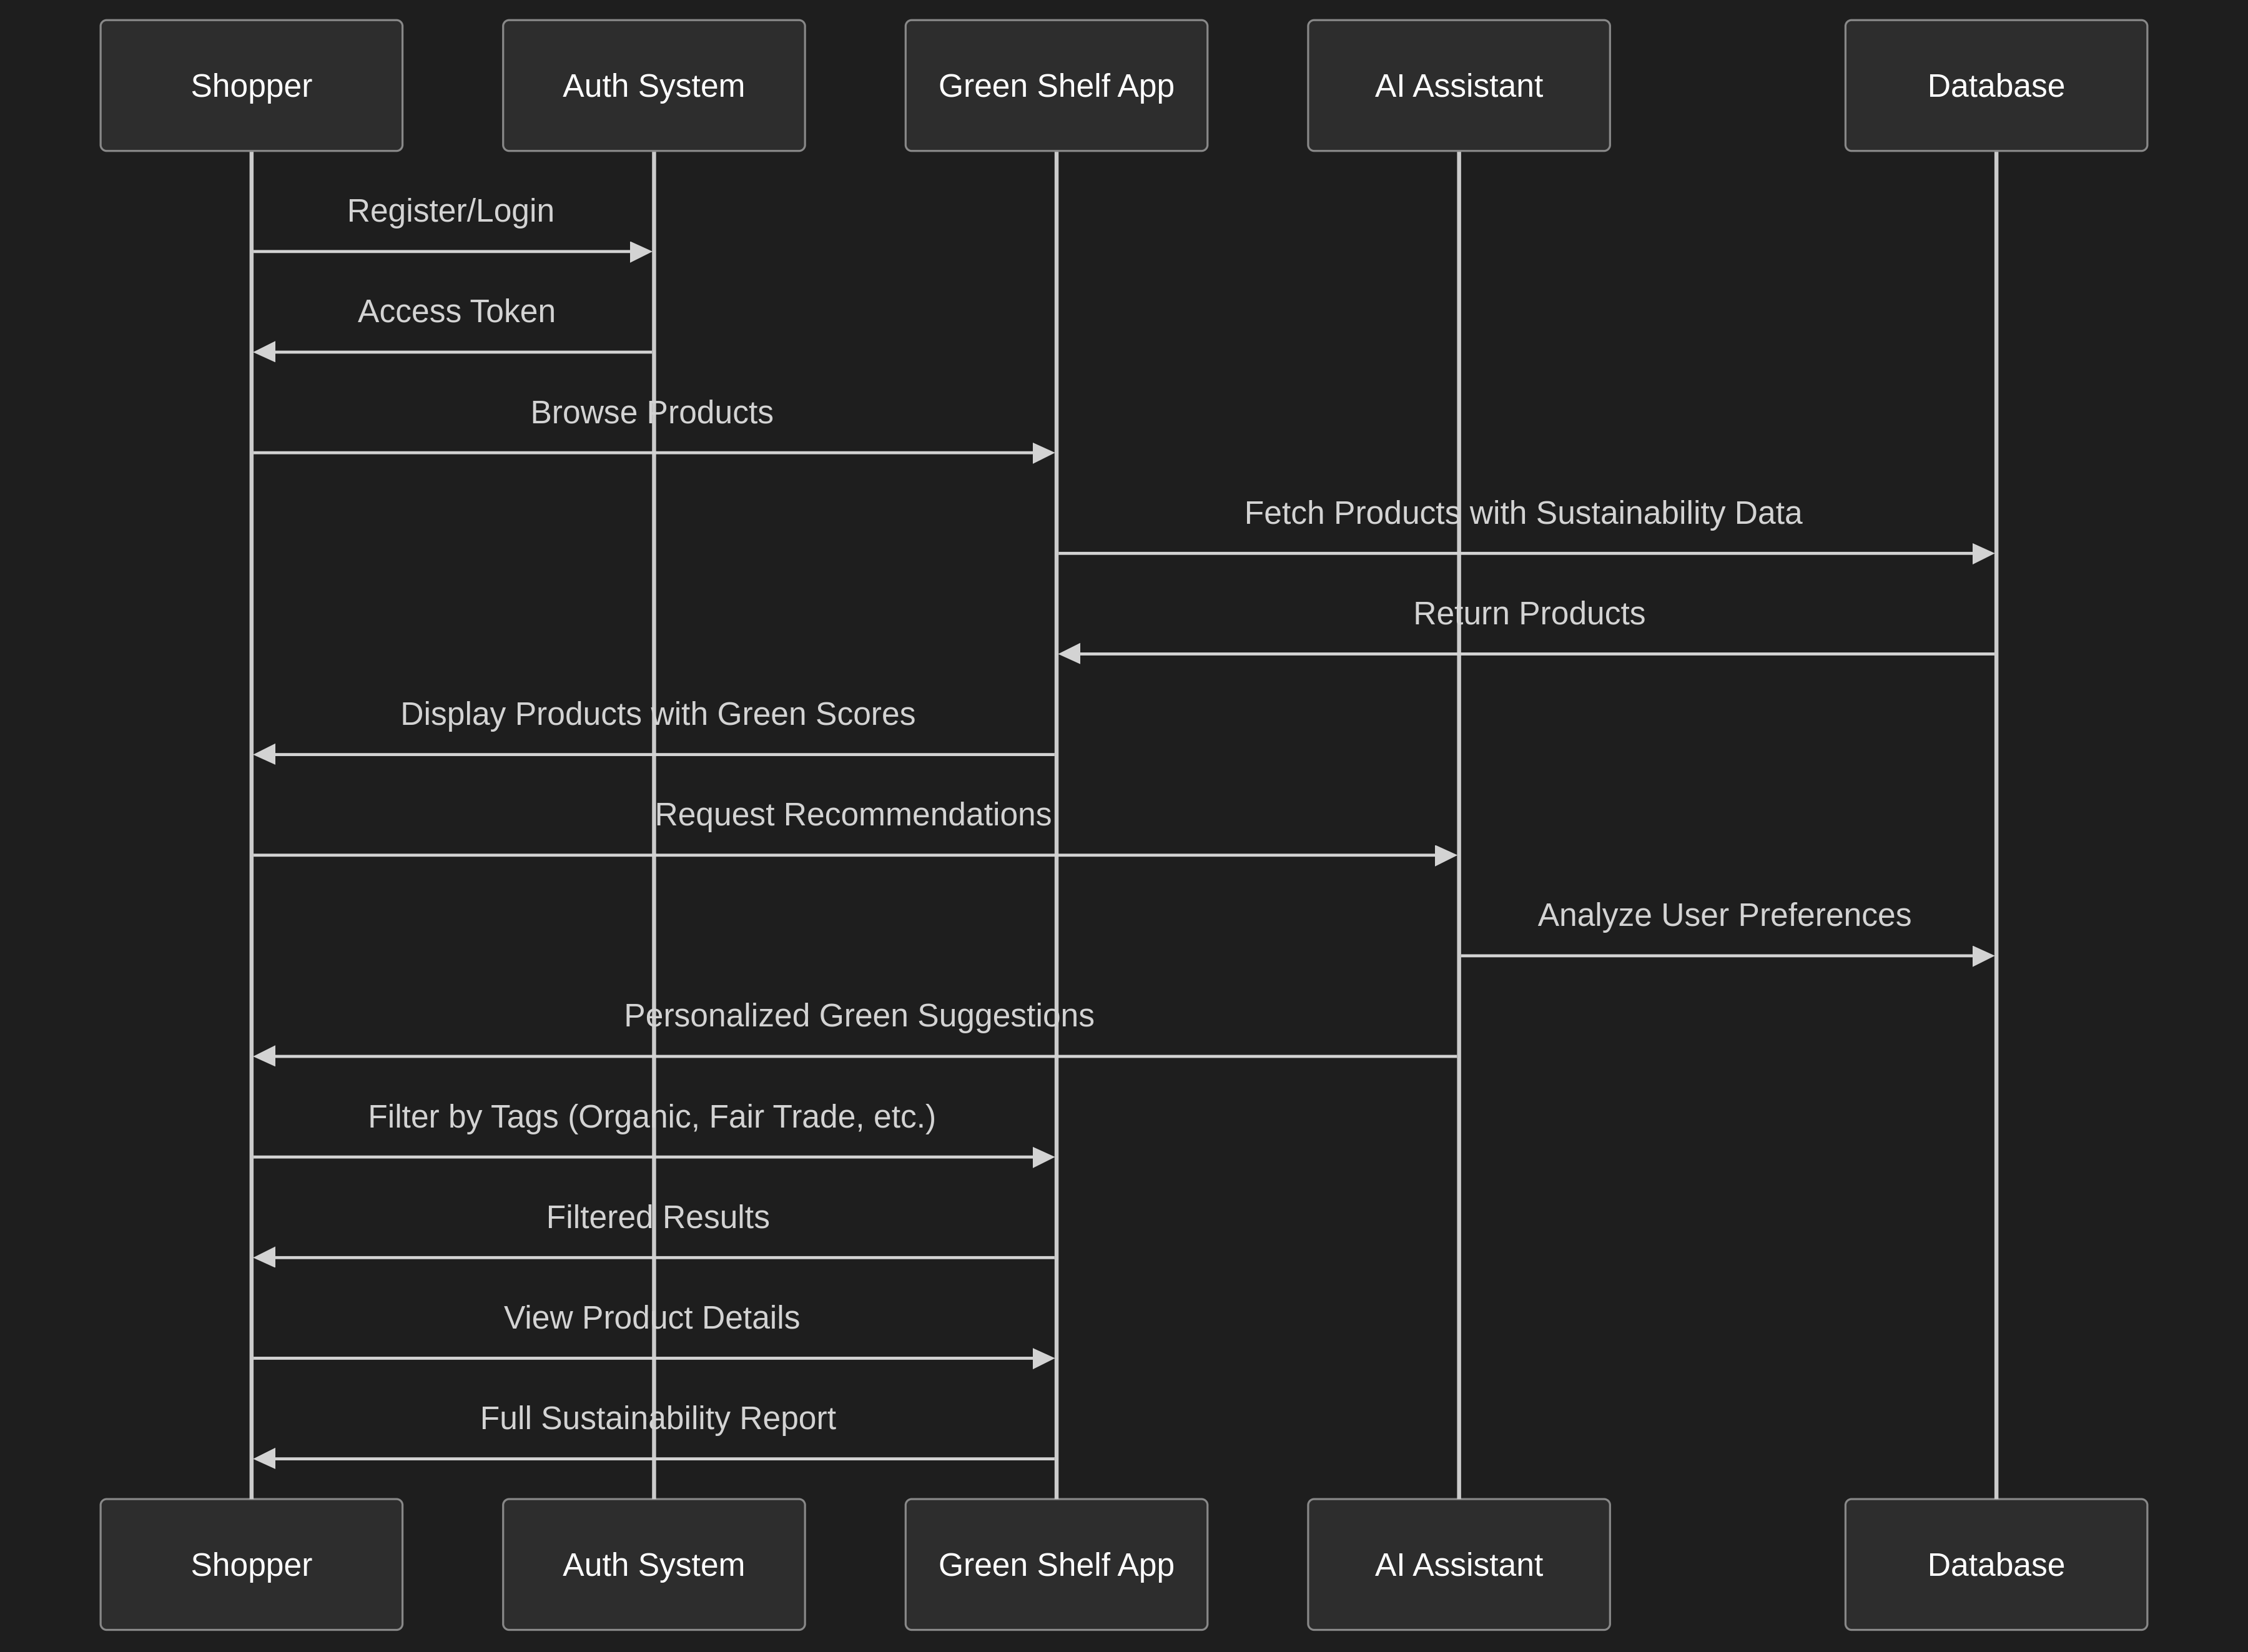 Shopper
Auth System
Green Shelf App
AI Assistant
Database
Register/Login
Access Token
Browse Products
Fetch Products with Sustainability Data
Return Products
Display Products with Green Scores
Request Recommendations
Analyze User Preferences
Personalized Green Suggestions
Filter by Tags (Organic, Fair Trade, etc.)
Filtered Results
View Product Details
Full Sustainability Report
Shopper
Auth System
Green Shelf App
AI Assistant
Database